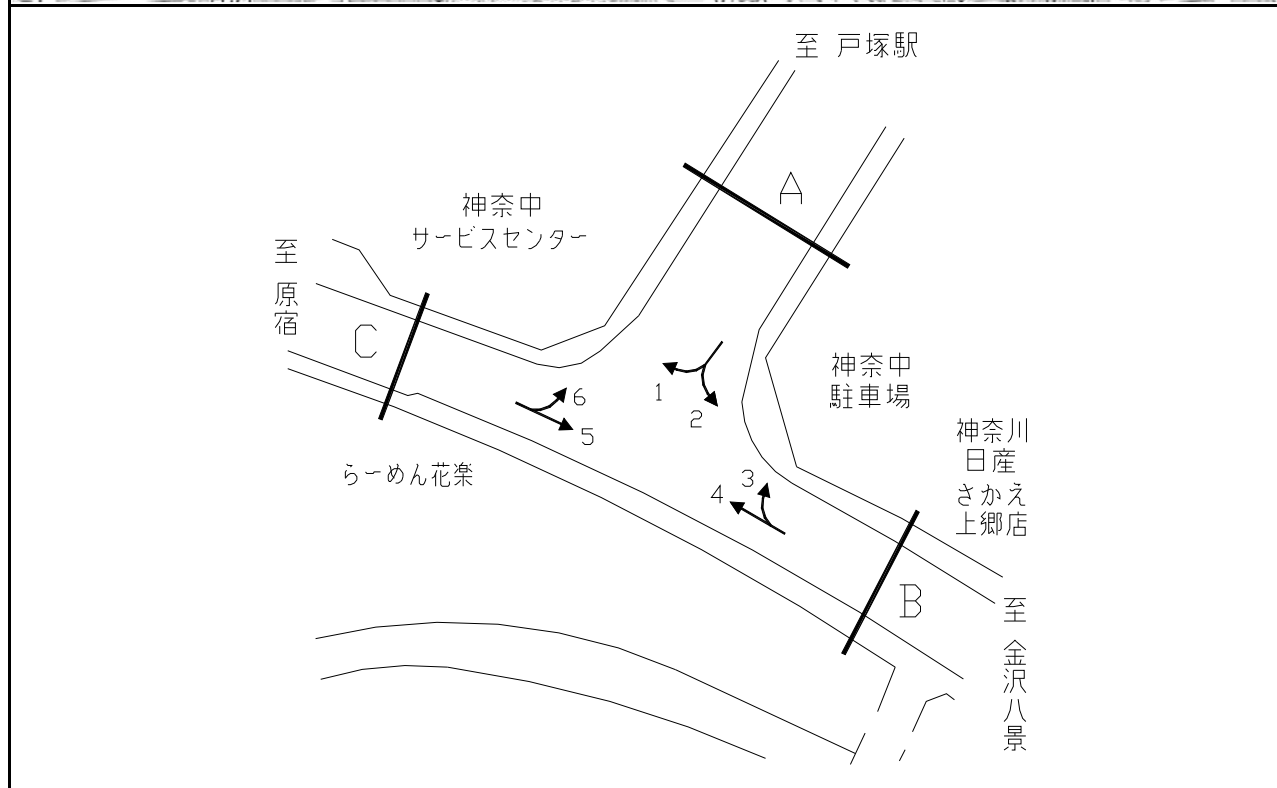 至 戸塚駅
A
神奈中
サービスセンター
至 原宿
C
6
5
1
2
神奈中
駐車場
神奈川
日産
さかえ
上郷店
らーめん花楽
3
4
B
至 金沢八景